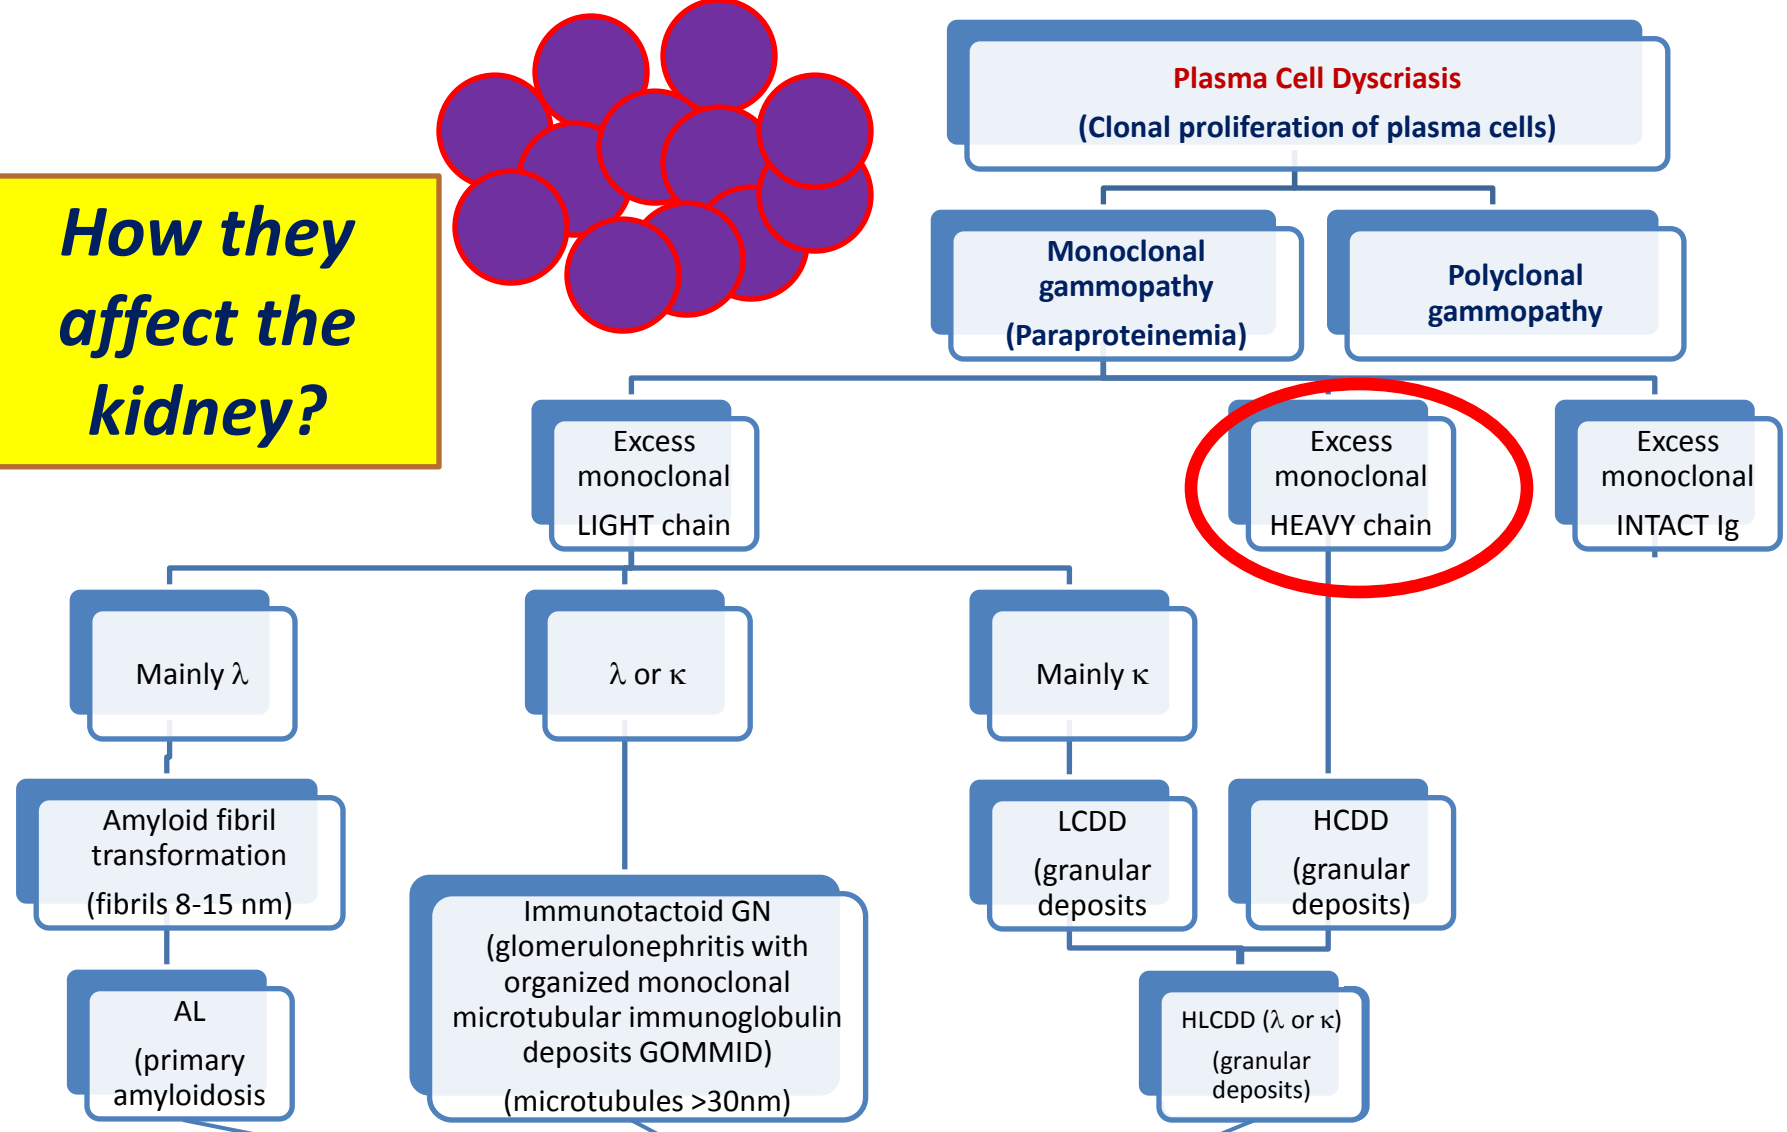 Plasma Cell Dyscriasis
(Clonal proliferation of plasma cells)
How they
affect the
kidney?
Monoclonal
gammopathy
(Paraproteinemia)
Polyclonal
gammopathy
Excess
monoclonal
LIGHT chain
Excess
monoclonal
HEAVY chain
Excess
monoclonal
INTACT Ig
Mainly λ
λ or κ
Mainly κ
Amyloid fibril
transformation
(fibrils 8-15 nm)
Immunotactoid GN
(glomerulonephritis with
organized monoclonal
microtubular immunoglobulin
deposits GOMMID)
(microtubules >30nm)
LCDD
(granular
deposits
HCDD
(granular
deposits)
AL
(primary
amyloidosis
HLCDD (λ or κ)
(granular
deposits)